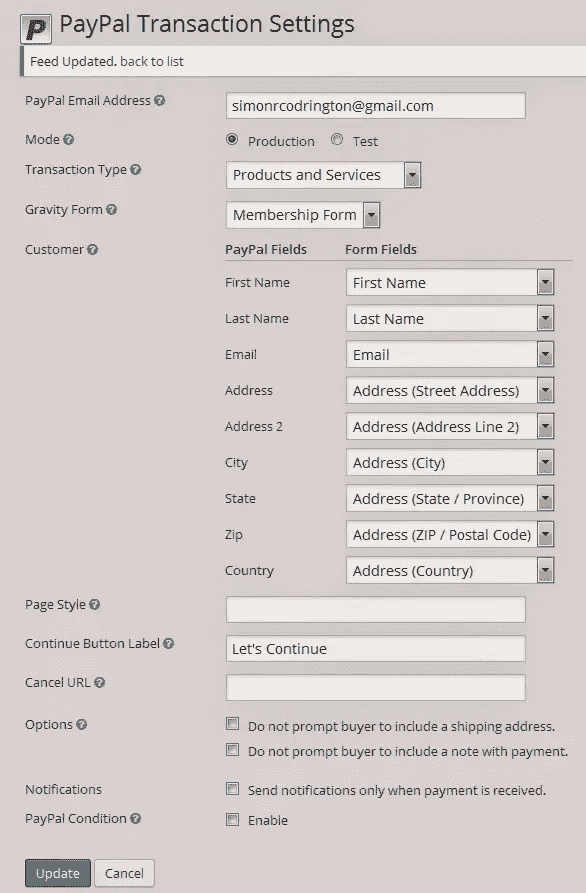 PayPal Transaction Settings
Feed Updated. back to list
PayPal Email Address
simonrcodrington@gmail.com
Mode
Production Test
Transaction Type
Products and Services
Gravity Form
Membership Form
Customer
PayPal Fields Form Fields
First Name First Name
Last Name Last Name
Email Email
Address Address (Street Address)
Address 2 Address (Address Line 2)
City Address (City)
State Address (State / Province)
Zip Address (ZIP / Postal Code)
Country Address (Country)
Page Style
Continue Button Label Let's Continue
Cancel URL
Options Do not prompt buyer to include a shipping address.
Do not prompt buyer to include a note with payment.
Notifications Send notifications only when payment is received.
PayPal Condition Enable
Update Cancel